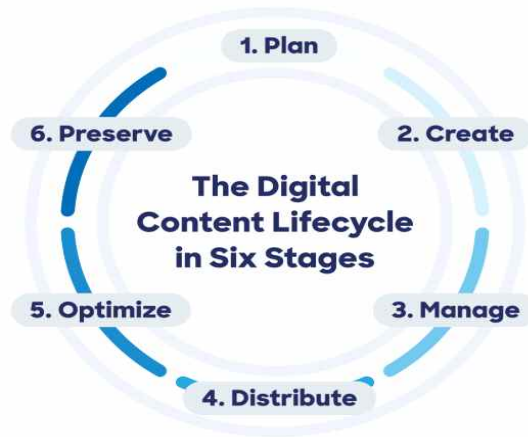 1. Plan
2. Create
3. Manage
4. Distribute
5. Optimize
6. Preserve
The Digital
Content Lifecycle
in Six Stages